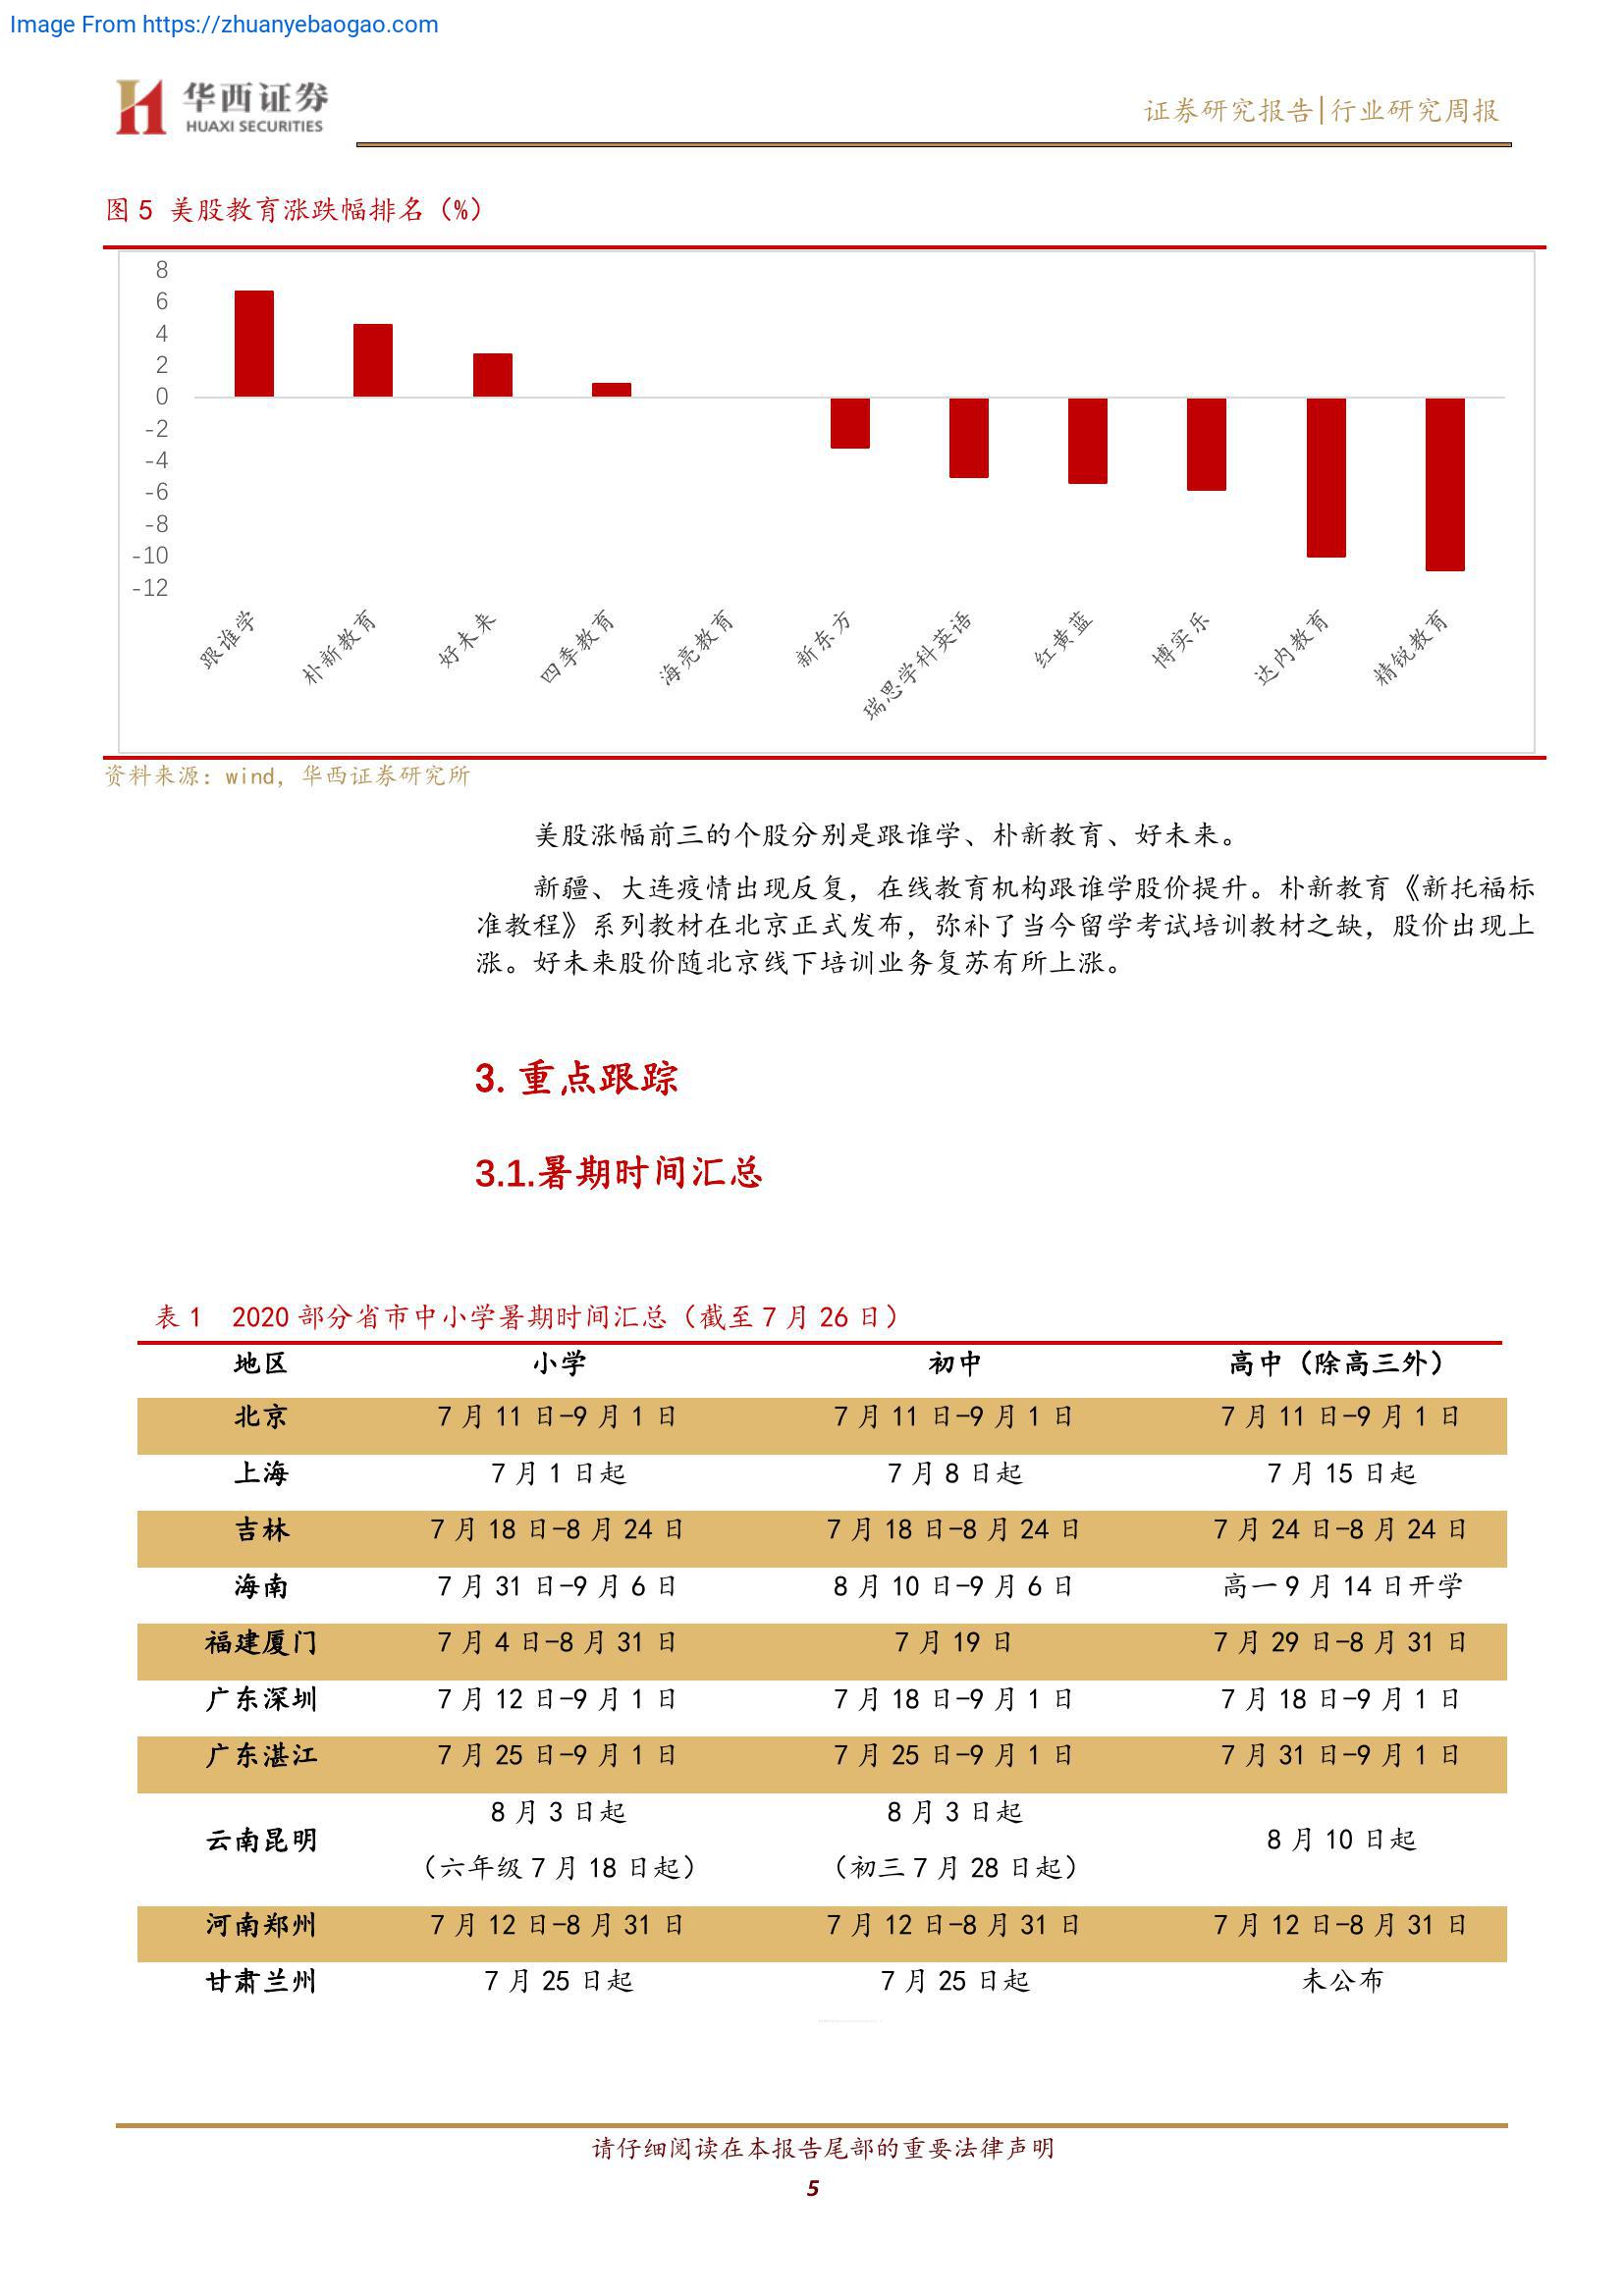 Image From https://zhuanyebaogao.com
华西证券
HUAXI SECURITIES
证券研究报告|行业研究周报
图 5 美股教育涨跌幅排名（%）
8
6
4
2
0
-2
-4
-6
-8
-10
-12
跟谁学
朴新教育
好未来
四季教育
海亮教育
新东方
瑞思学科英语
红黄蓝
博实乐
达内教育
精锐教育
资料来源：wind，华西证券研究所
美股涨幅前三的个股分别是跟谁学、朴新教育、好未来。
新疆、大连疫情出现反复，在线教育机构跟谁学股价提升。朴新教育《新托福标
准教程》系列教材在北京正式发布，弥补了当今留学考试培训教材之缺，股价出现上
涨。好未来股价随北京线下培训业务复苏有所上涨。
3. 重点跟踪
3.1.暑期时间汇总
表 1 2020 部分省市中小学暑期时间汇总（截至 7 月 26 日）
地区 小学 初中 高中（除高三外）
北京 7 月 11 日-9 月 1 日 7 月 11 日-9 月 1 日 7 月 11 日-9 月 1 日
上海 7 月 1 日起 7 月 8 日起 7 月 15 日起
吉林 7 月 18 日-8 月 24 日 7 月 18 日-8 月 24 日 7 月 24 日-8 月 24 日
海南 7 月 31 日-9 月 6 日 8 月 10 日-9 月 6 日 高一 9 月 14 日开学
福建厦门 7 月 4 日-8 月 31 日 7 月 19 日 7 月 29 日-8 月 31 日
广东深圳 7 月 12 日-9 月 1 日 7 月 18 日-9 月 1 日 7 月 18 日-9 月 1 日
广东湛江 7 月 25 日-9 月 1 日 7 月 25 日-9 月 1 日 7 月 31 日-9 月 1 日
8 月 3 日起 8 月 3 日起
云南昆明 8 月 10 日起
（六年级 7 月 18 日起） （初三 7 月 28 日起）
河南郑州 7 月 12 日-8 月 31 日 7 月 12 日-8 月 31 日 7 月 12 日-8 月 31 日
甘肃兰州 7 月 25 日起 7 月 25 日起 未公布
请仔细阅读在本报告尾部的重要法律声明
5